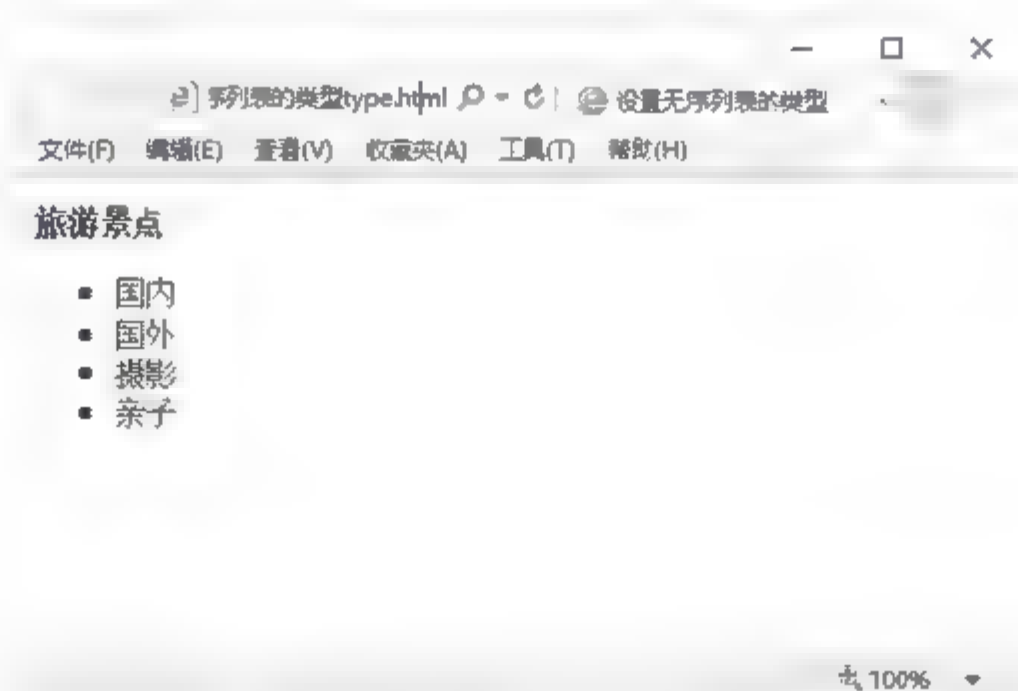 序列表的类型type.html 设置无序列表的类型
文件(F) 编辑(E) 查看(V) 收藏夹(A) 工具(T) 帮助(H)
旅游景点
国内
国外
摄影
亲子
100%